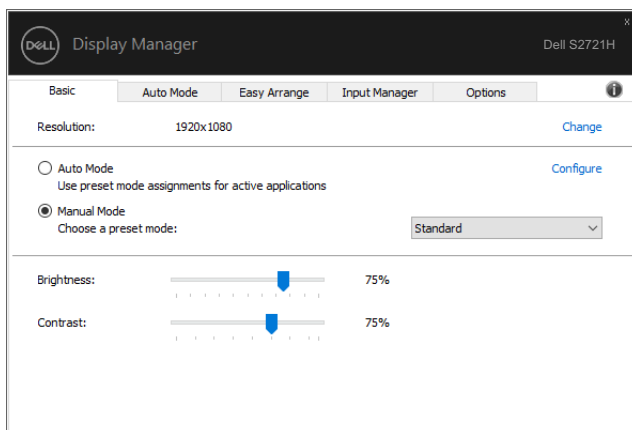 x
DELL Display Manager Dell S2721H
Basic Auto Mode Easy Arrange Input Manager Options
Resolution: 1920x1080 Change
Auto Mode Configure
Use preset mode assignments for active applications
Manual Mode
Choose a preset mode: Standard
Brightness: 75%
Contrast: 75%